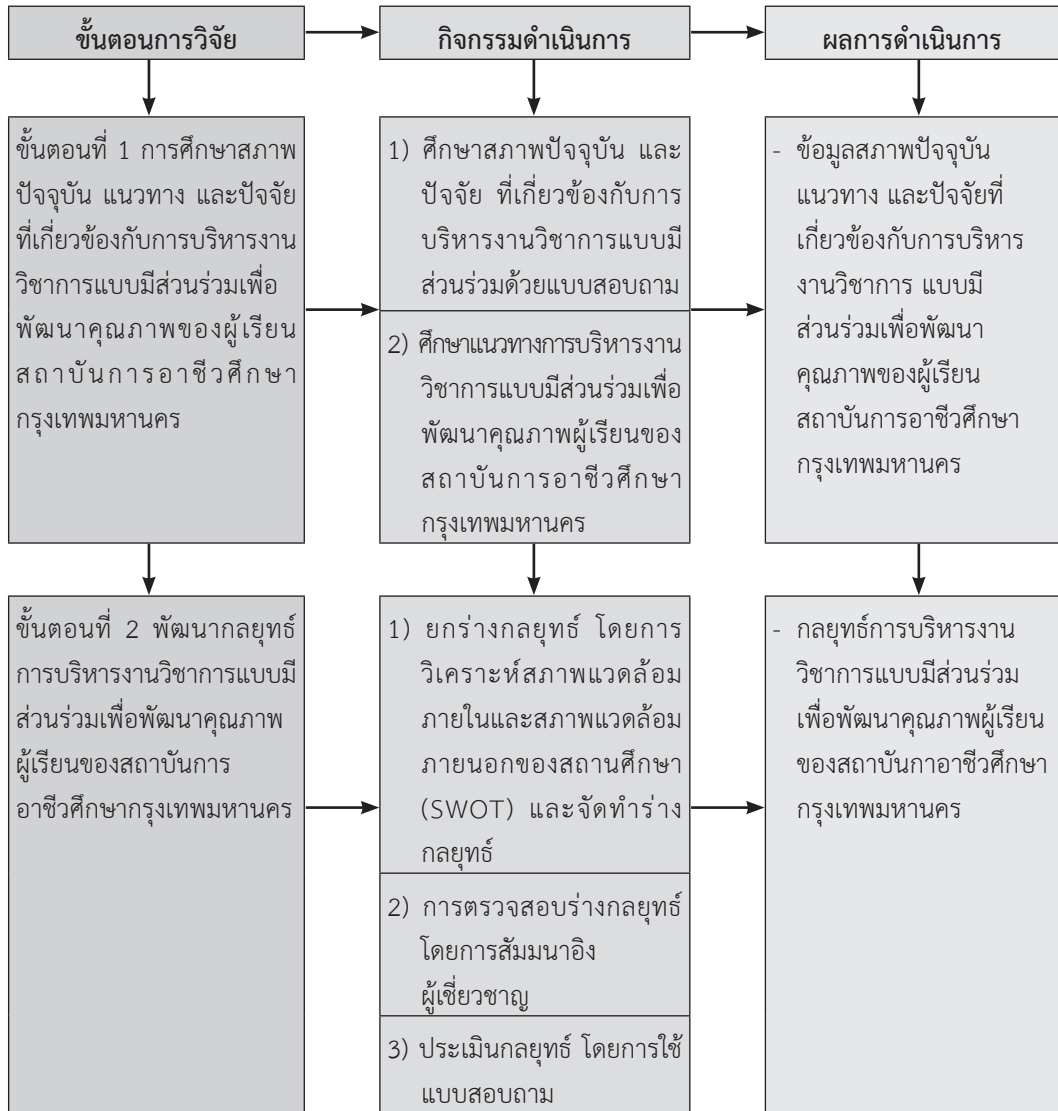 ขั้นตอนการวิจัย
กิจกรรมดำเนินการ
ผลการดำเนินการ
ขั้นตอนที่ 1 การศึกษาสภาพ
ปัจจุบัน แนวทาง และปัจจัย
ที่เกี่ยวข้องกับการบริหารงาน
วิชาการแบบมีส่วนร่วมเพื่อ
พัฒนาคุณภาพของผู้เรียน
สถาบันการอาชีวศึกษา
กรุงเทพมหานคร
1) ศึกษาสภาพปัจจุบัน และ
ปัจจัย ที่เกี่ยวข้องกับการ
บริหารงานวิชาการแบบมี
ส่วนร่วมด้วยแบบสอบถาม
2) ศึกษาแนวทางการบริหารงาน
วิชาการแบบมีส่วนร่วมเพื่อ
พัฒนาคุณภาพผู้เรียนของ
สถาบันการอาชีวศึกษา
กรุงเทพมหานคร
- ข้อมูลสภาพปัจจุบัน
แนวทาง และปัจจัยที่
เกี่ยวข้องกับการบริหาร
งานวิชาการ แบบมี
ส่วนร่วมเพื่อพัฒนา
คุณภาพของผู้เรียน
สถาบันการอาชีวศึกษา
กรุงเทพมหานคร
ขั้นตอนที่ 2 พัฒนากลยุทธ์
การบริหารงานวิชาการแบบมี
ส่วนร่วมเพื่อพัฒนาคุณภาพ
ผู้เรียนของสถาบันการ
อาชีวศึกษากรุงเทพมหานคร
1) ยกร่างกลยุทธ์ โดยการ
วิเคราะห์สภาพแวดล้อม
ภายในและสภาพแวดล้อม
ภายนอกของสถานศึกษา
(SWOT) และจัดทำร่าง
กลยุทธ์
2) การตรวจสอบร่างกลยุทธ์
โดยการสัมมนาอิง
ผู้เชี่ยวชาญ
3) ประเมินกลยุทธ์ โดยการใช้
แบบสอบถาม
- กลยุทธ์การบริหารงาน
วิชาการแบบมีส่วนร่วม
เพื่อพัฒนาคุณภาพผู้เรียน
ของสถาบันกาอาชีวศึกษา
กรุงเทพมหานคร